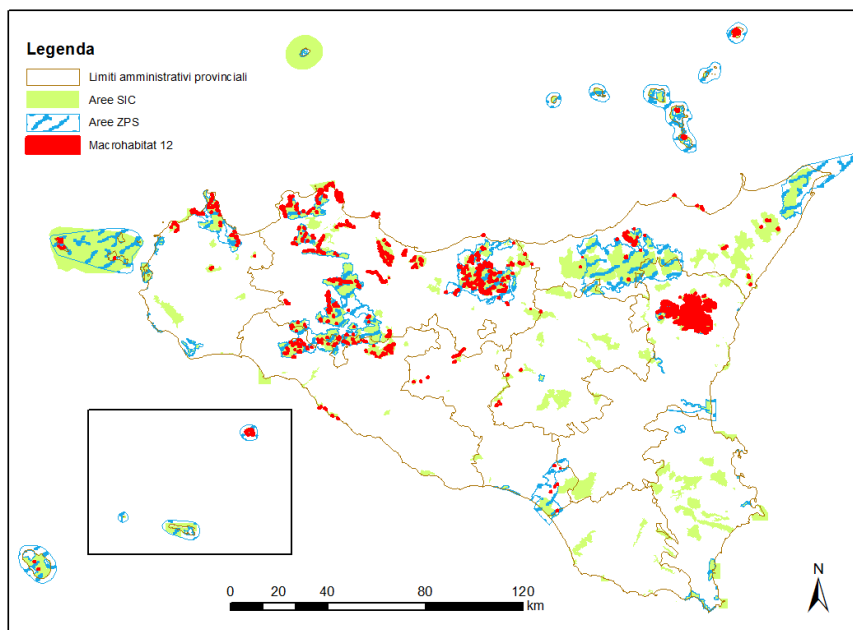 Legenda
Limiti amministrativi provinciali
Aree SIC
Aree ZPS
Macrohabitat 12
N
0 20 40 80 120
km